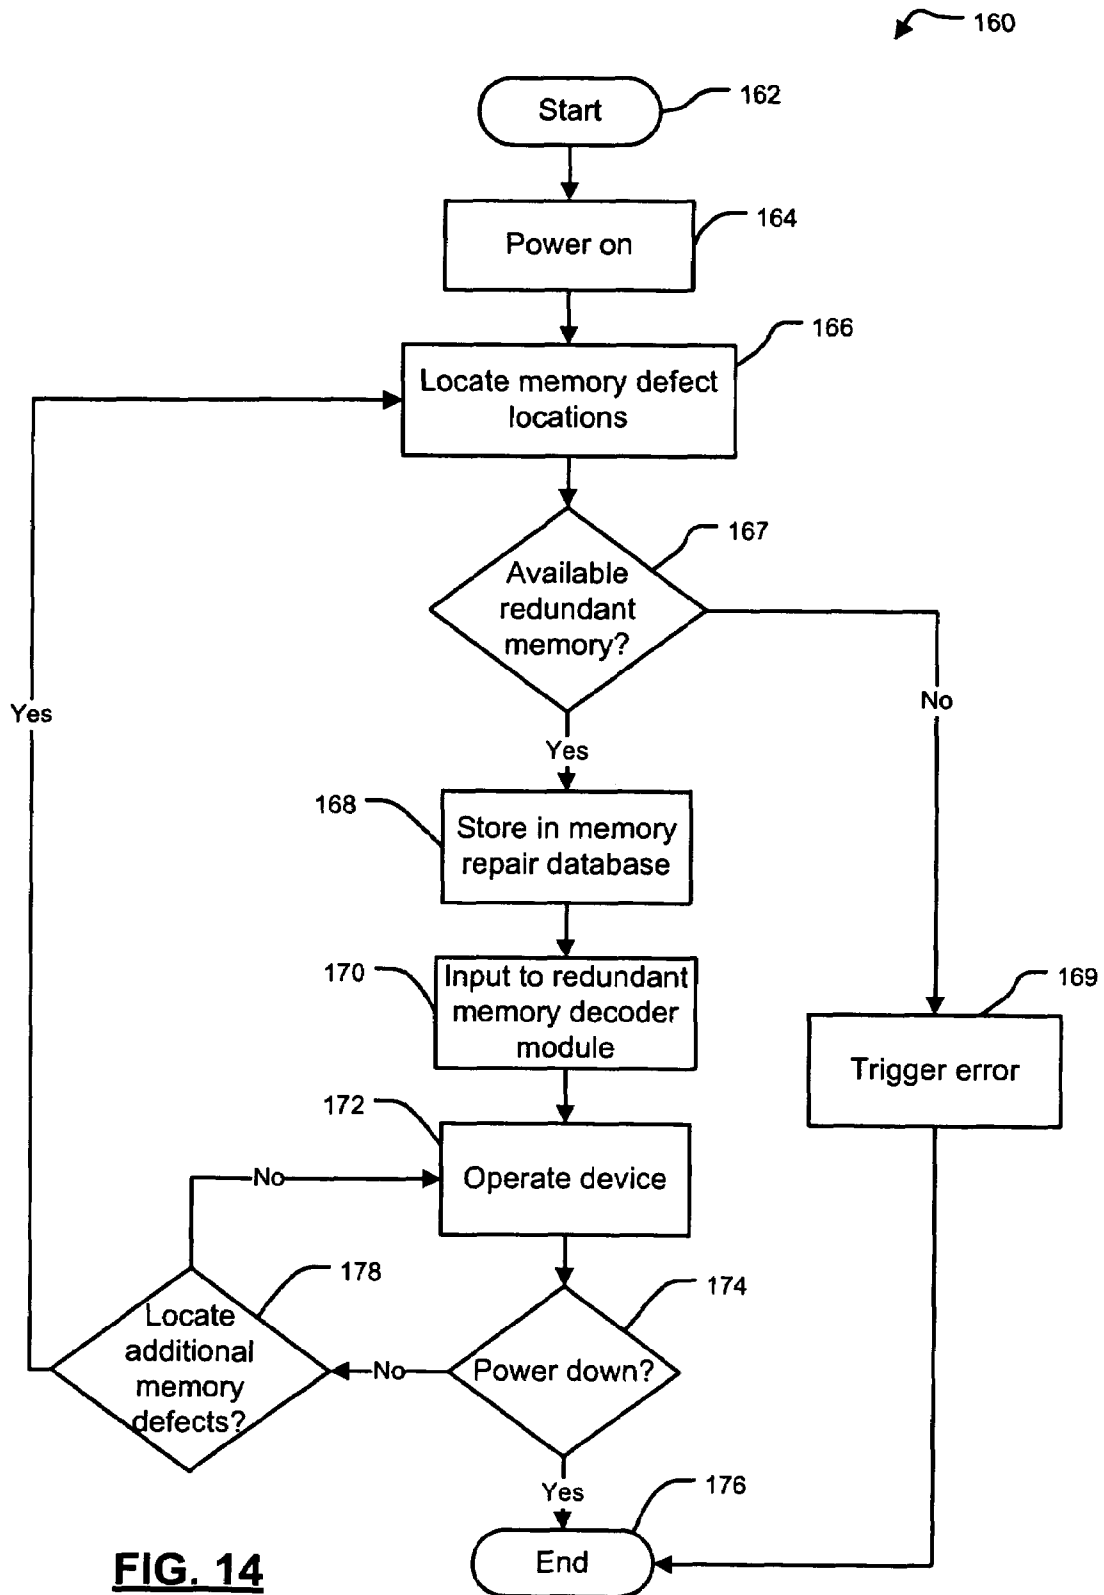 160
Start
162
Power on
164
Locate memory defect
locations
166
Available
redundant
memory?
167
Yes
No
Yes
168
Store in memory
repair database
170
Input to redundant
memory decoder
module
169
Trigger error
172
Operate device
No
178
Locate
additional
memory
defects?
No
174
Power down?
Yes
176
End
FIG. 14